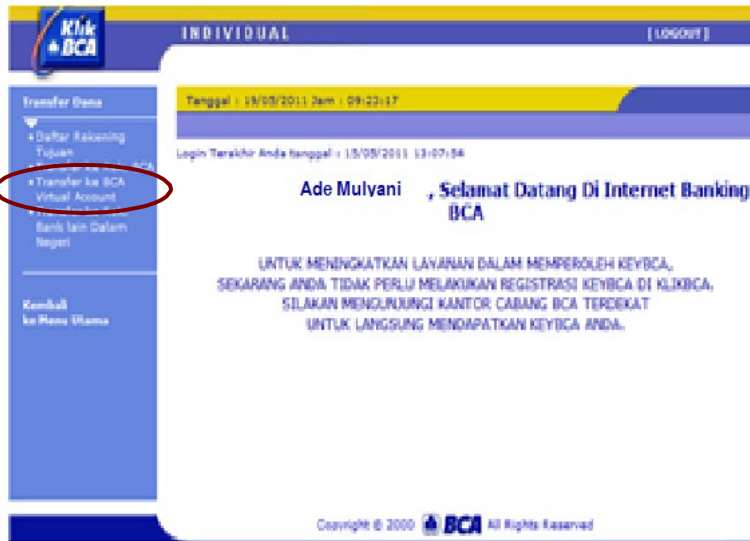 Klik
BCA
INDIVIDUAL
[ LOGOUT ]
Transfer Dana
Tanggal : 19/05/2011 Jam : 09:23:17
Daftar Rekening
Tujuan
Login Terakhir Anda tanggal : 15/05/2011 13:07:54
Transfer ke BCA
Virtual Account
Bank lain Dalam
Negeri
Ade Mulyani , Selamat Datang Di Internet Banking
BCA
UNTUK MENINGKATKAN LAYANAN DALAM MEMPEROLEH KEYBCA,
SEKARANG ANDA TIDAK PERLU MELAKUKAN REGISTRASI KEYBCA DI KLIKBCA.
SILAKAN MENGUNJUNGI KANTOR CABANG BCA TERDEKAT
UNTUK LANGSUNG MENDAPATKAN KEYBCA ANDA.
Kembali
ke Menu Utama
Copyright © 2000 BCA All Rights Reserved